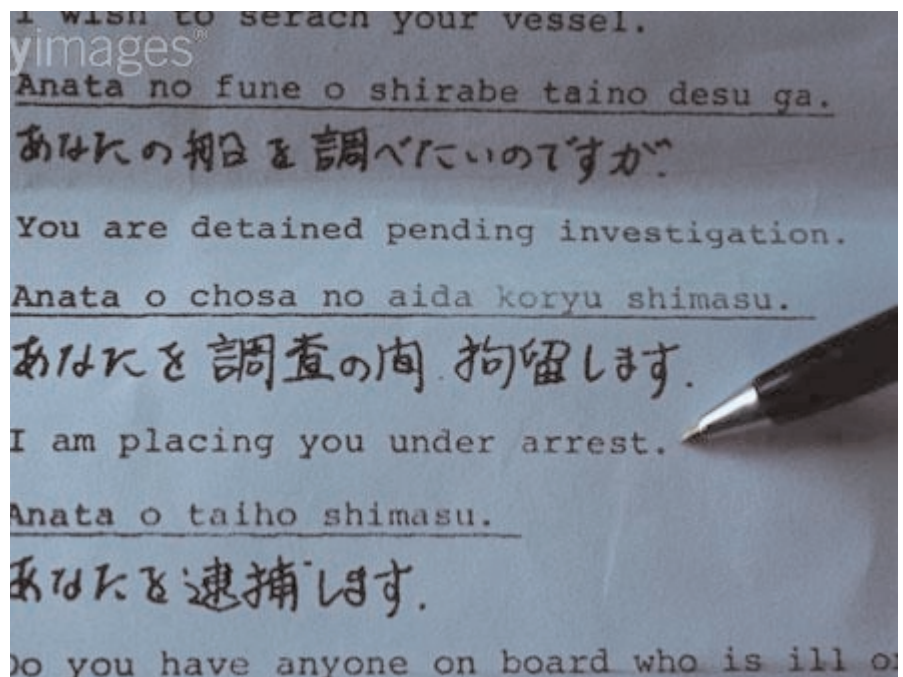 I wish to serach your vessel.
yimages®
Anata no fune o shirabe taino desu ga.
あなたの船を調べたいのですが.
You are detained pending investigation.
Anata o chosa no aida koryu shimasu.
あなたを調査の間 拘留します.
I am placing you under arrest.
Anata o taiho shimasu.
あなたを逮捕します.
Do you have anyone on board who is ill or